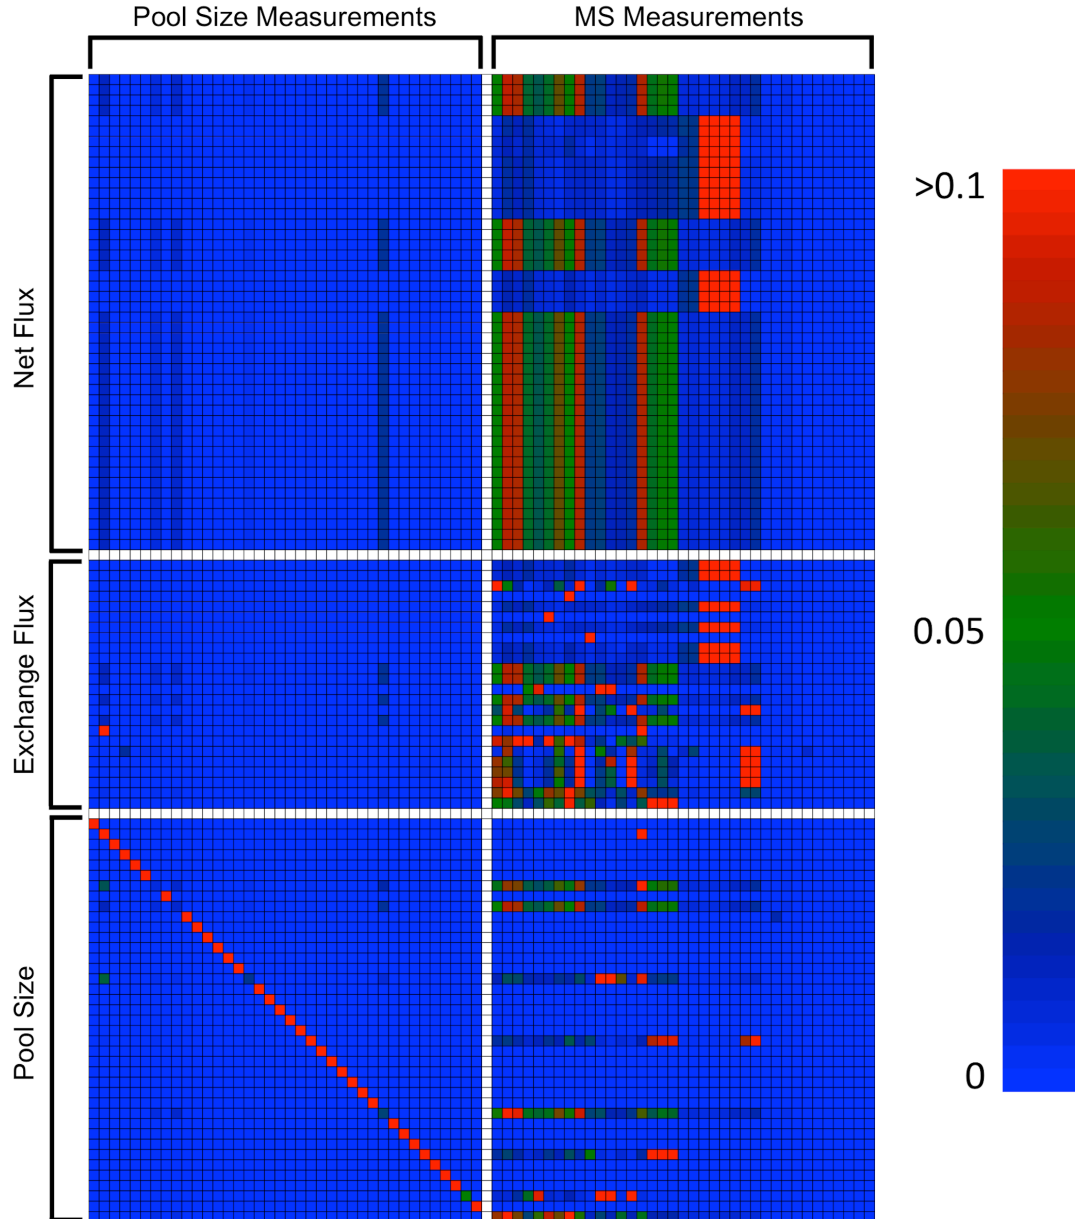 Pool Size Measurements
MS Measurements
Net Flux
Exchange Flux
Pool Size
>0.1
0.05
0